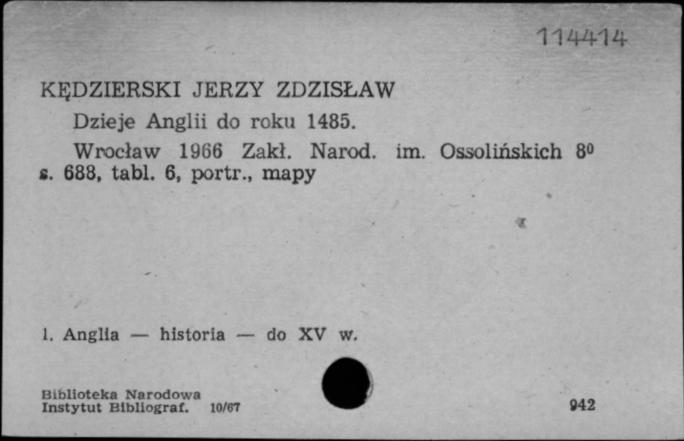 114414
KĘDZIERSKI JERZY ZDZISŁAW
Dzieje Anglii do roku 1485.
Wrocław 1966 Zakł. Narod. im. Ossolińskich 8⁰
s. 688, tabl. 6, portr., mapy
1. Anglia — historia — do XV w.
Biblioteka Narodowa
Instytut Bibliograf. 10/67
942